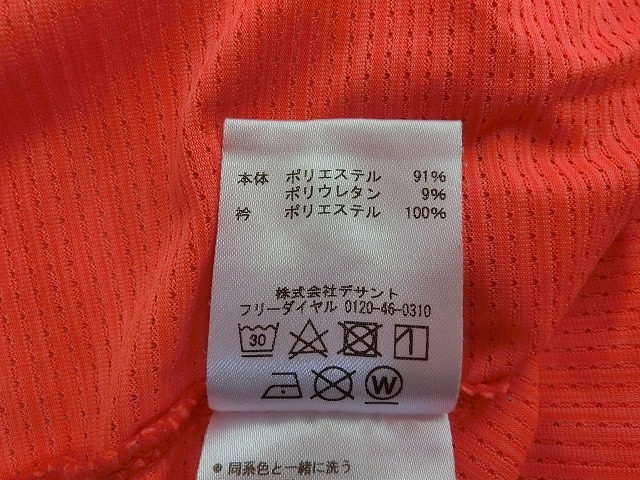 本体 ポリエステル 91%
ポリウレタン 9%
衿 ポリエステル 100%
株式会社デサント
フリーダイヤル 0120-46-0310
30
W
● 同系色と一緒に洗う